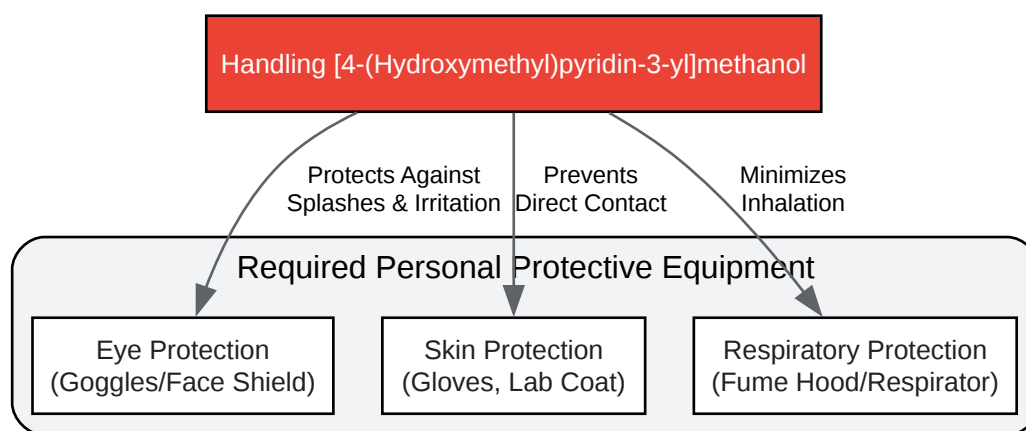 Handling [4-(Hydroxymethyl)pyridin-3-yl]methanol
Protects Against
Splashes & Irritation
Prevents
Direct Contact
Minimizes
Inhalation
Required Personal Protective Equipment
Eye Protection
(Goggles/Face Shield)
Skin Protection
(Gloves, Lab Coat)
Respiratory Protection
(Fume Hood/Respirator)